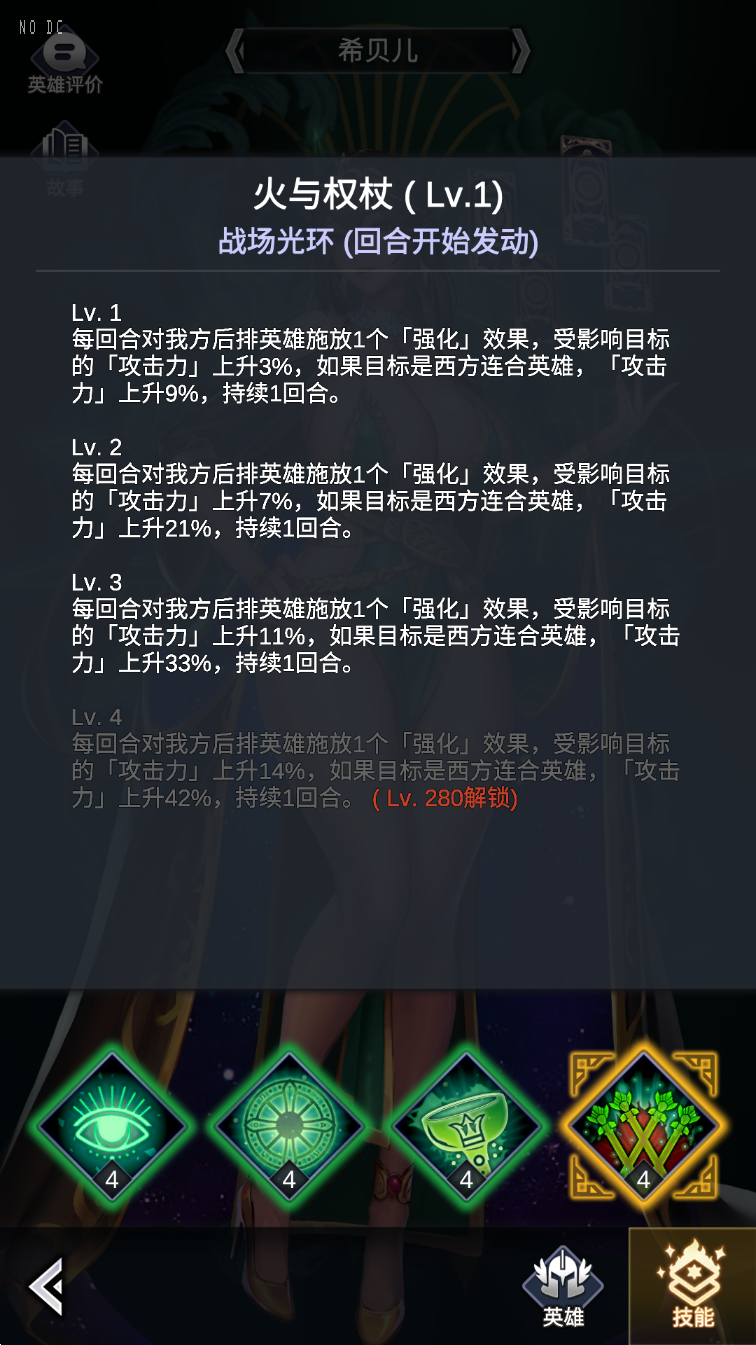 NO DC
希贝儿
英雄评价
故事
火与权杖 ( Lv.1)
战场光环 (回合开始发动)
Lv. 1
每回合对我方后排英雄施放1个「强化」效果，受影响目标
的「攻击力」上升3%，如果目标是西方连合英雄，「攻击
力」上升9%，持续1回合。
Lv. 2
每回合对我方后排英雄施放1个「强化」效果，受影响目标
的「攻击力」上升7%，如果目标是西方连合英雄，「攻击
力」上升21%，持续1回合。
Lv. 3
每回合对我方后排英雄施放1个「强化」效果，受影响目标
的「攻击力」上升11%，如果目标是西方连合英雄，「攻击
力」上升33%，持续1回合。
Lv. 4
每回合对我方后排英雄施放1个「强化」效果，受影响目标
的「攻击力」上升14%，如果目标是西方连合英雄，「攻击
力」上升42%，持续1回合。 ( Lv. 280解锁)
4 4 4 4
英雄 技能